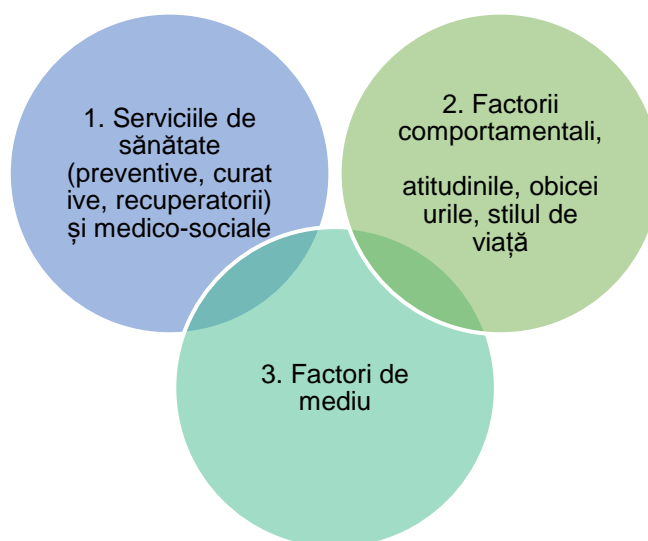 1. Serviciile de
sănătate
(preventive, curat
ive, recuperatorii)
și medico-sociale
2. Factorii
comportamentali,
atitudinile, obicei
urile, stilul de
viață
3. Factori de
mediu